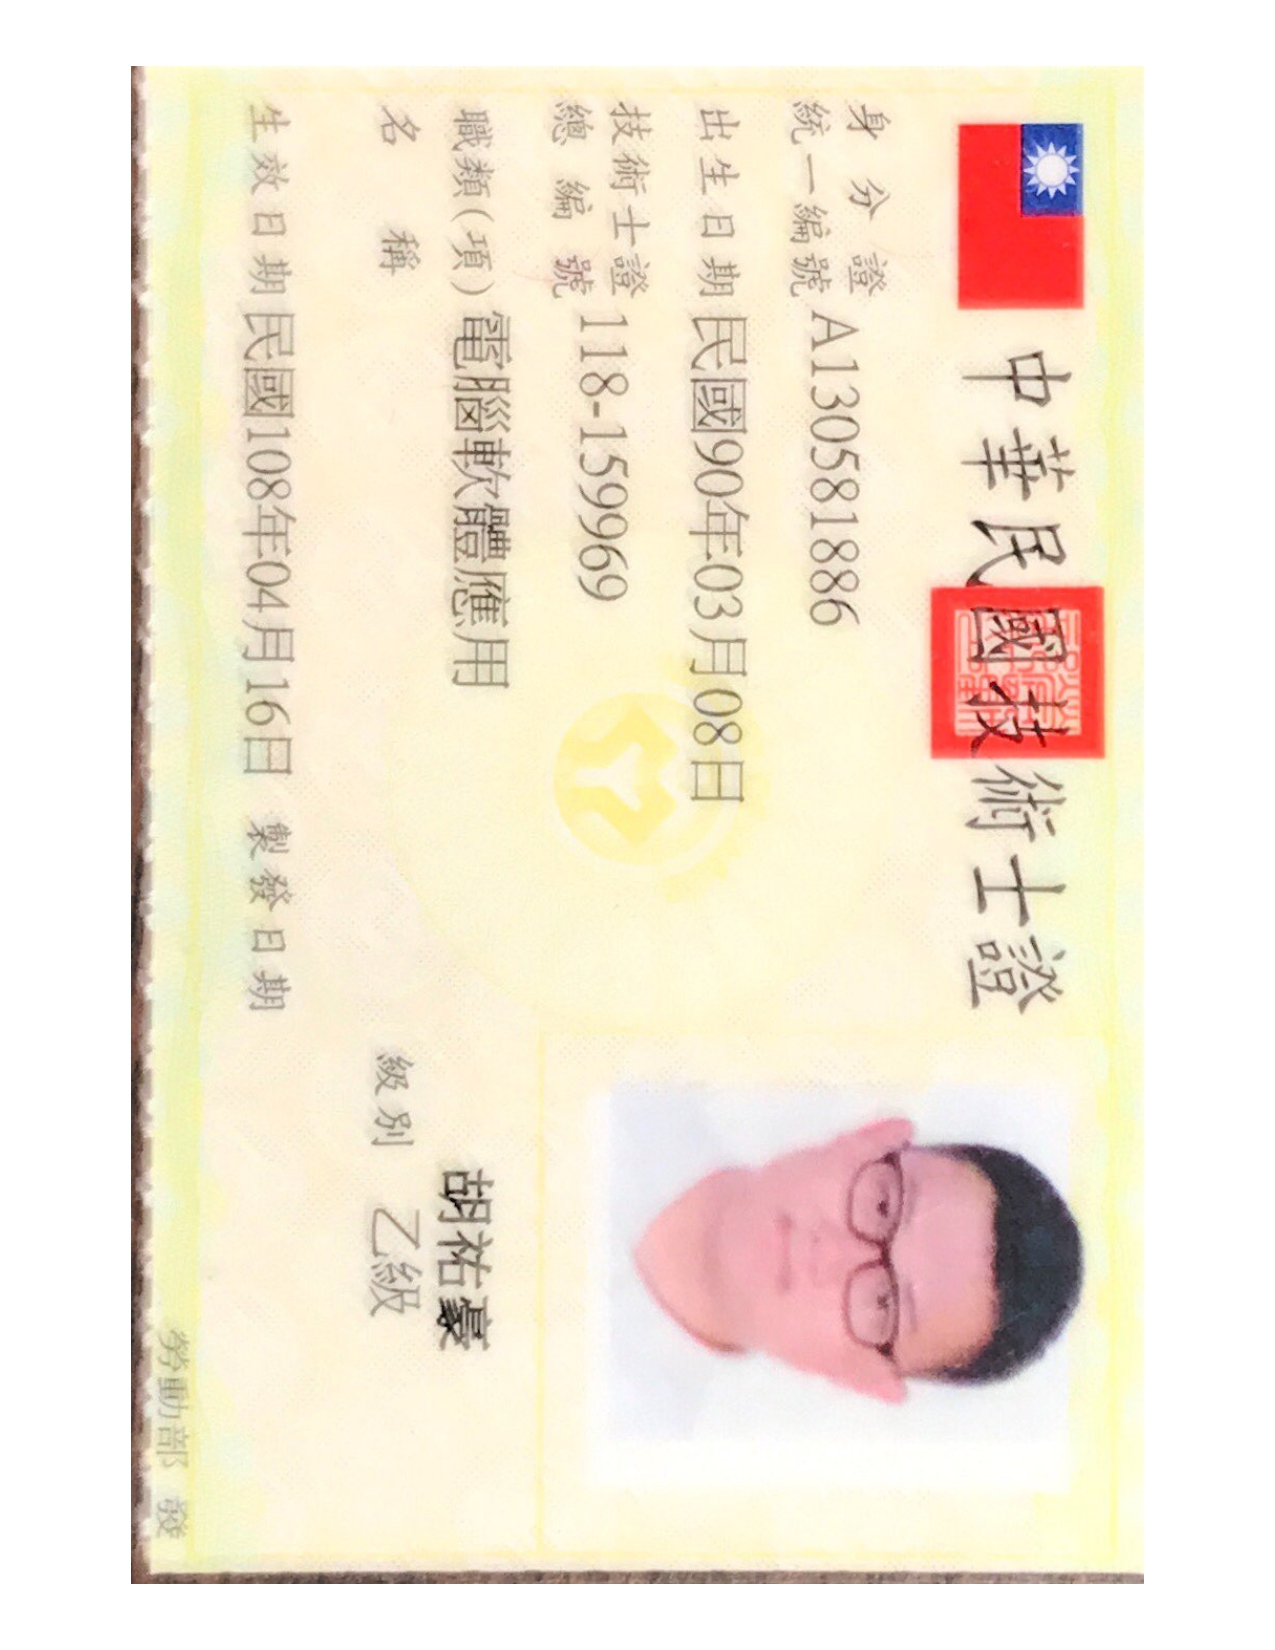 中華民國技術士證
身分證
統一編號 A130581886
出生日期 民國90年03月08日
技術士證
總編號 118-159969
職類(項) 電腦軟體應用
胡祐豪
名稱
級別 乙級
生效日期 民國108年04月16日 製發日期
勞動部 發